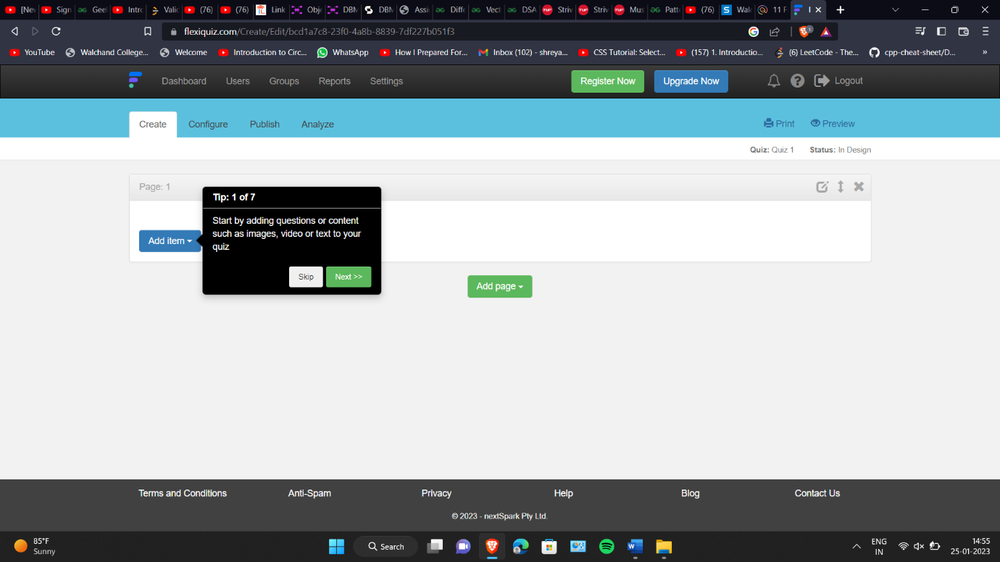 [Nev Sign Geel Intro Valid (76) (76) Link Obje DBM DBM Assi Diffe Vect DSA Striv Striv Mus Patte (76) Wal 11 F
flexiquiz.com/Create/Edit/bcd1a7c8-23f0-4a8b-8839-7df227b051f3 1
YouTube Walchand College... Welcome Introduction to Circ... WhatsApp How I Prepared For... Inbox (102) - shreya... CSS Tutorial: Select... (157) 1. Introductio... (6) LeetCode - The... cpp-cheat-sheet/D... »
Dashboard Users Groups Reports Settings Register Now Upgrade Now Logout
Create Configure Publish Analyze Print Preview
Quiz: Quiz 1 Status: In Design
Page: 1
Tip: 1 of 7
Start by adding questions or content
such as images, video or text to your
quiz
Add item
Skip Next >>
Add page
Terms and Conditions Anti-Spam Privacy Help Blog Contact Us
© 2023 - nextSpark Pty Ltd.
85°F
Sunny
Search
ENG
IN
14:55
25-01-2023